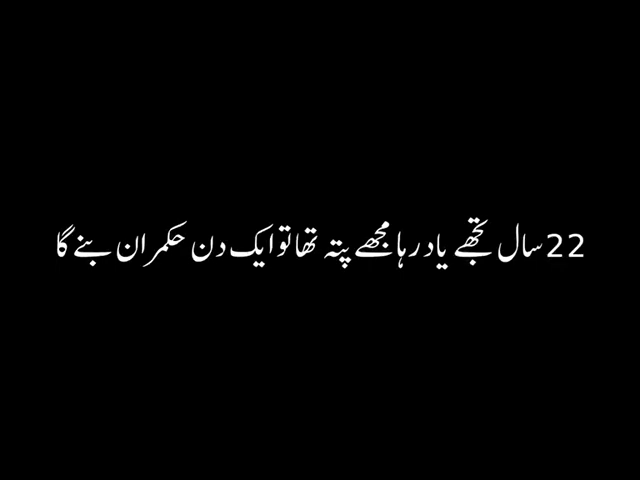 22 سال تجھے یاد رہا مجھے پتہ تھا تو ایک دن حکمران بنے گا